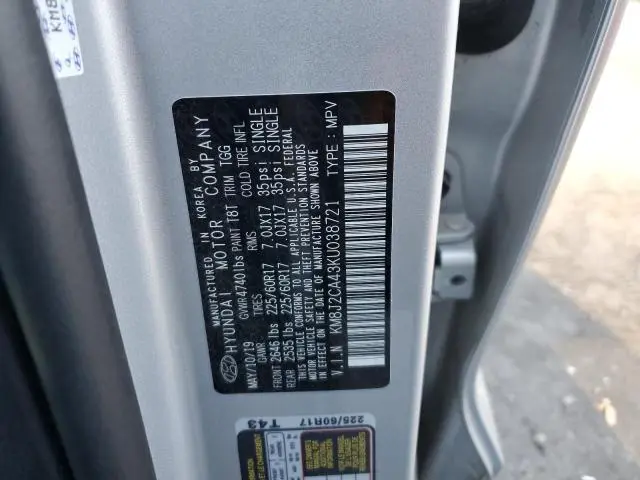 KM8
MANUFACTURED IN KOREA BY
HYUNDAI MOTOR COMPANY
GVWR 4740 lbs PAINT T8T TRIM TGG
MAY/10/19 GAWR TIRES RIMS COLD TIRE INFL
FRONT 2646 lbs 225/60R17 7.0JX17 35psi SINGLE
REAR 2535 lbs 225/60R17 7.0JX17 35psi SINGLE
THIS VEHICLE CONFORMS TO ALL APPLICABLE U.S.A. FEDERAL
MOTOR VEHICLE SAFETY AND THEFT PREVENTION STANDARDS
IN EFFECT ON THE DATE OF MANUFACTURE SHOWN ABOVE
V.I.N KM8J2CA43KU038721 TYPE : MPV
225/60R17
T43